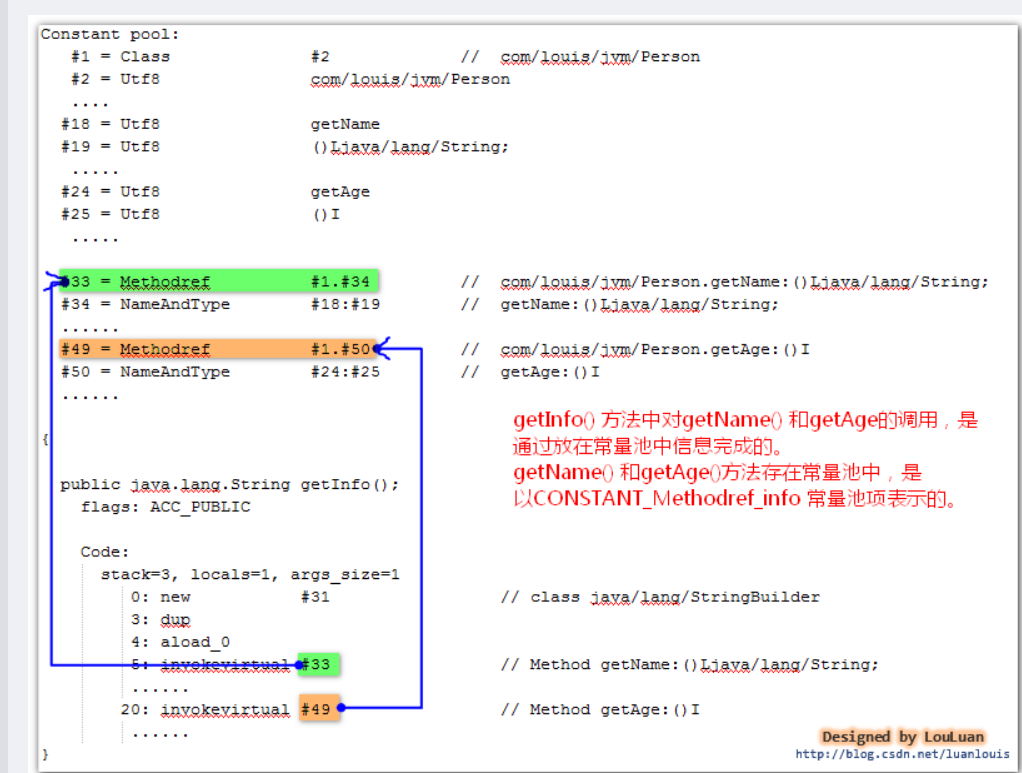 Constant pool:
#1 = Class #2 // com/louis/jvm/Person
#2 = Utf8 com/louis/jvm/Person
....
#18 = Utf8 getName
#19 = Utf8 ()Ljava/lang/String;
.....
#24 = Utf8 getAge
#25 = Utf8 ()I
.....
#33 = Methodref #1.#34 // com/louis/jvm/Person.getName:()Ljava/lang/String;
#34 = NameAndType #18:#19 // getName:()Ljava/lang/String;
......
#49 = Methodref #1.#50 // com/louis/jvm/Person.getAge:()I
#50 = NameAndType #24:#25 // getAge:()I
......
getInfo() 方法中对getName() 和getAge的调用，是
通过放在常量池中信息完成的。
getName() 和getAge()方法存在常量池中，是
以CONSTANT_Methodref_info 常量池项表示的。
{
public java.lang.String getInfo();
flags: ACC_PUBLIC
Code:
stack=3, locals=1, args_size=1
0: new #31 // class java/lang/StringBuilder
3: dup
4: aload_0
5: invokevirtual #33 // Method getName:()Ljava/lang/String;
......
20: invokevirtual #49 // Method getAge:()I
......
}
Designed by LouLuan
http://blog.csdn.net/luanlouis